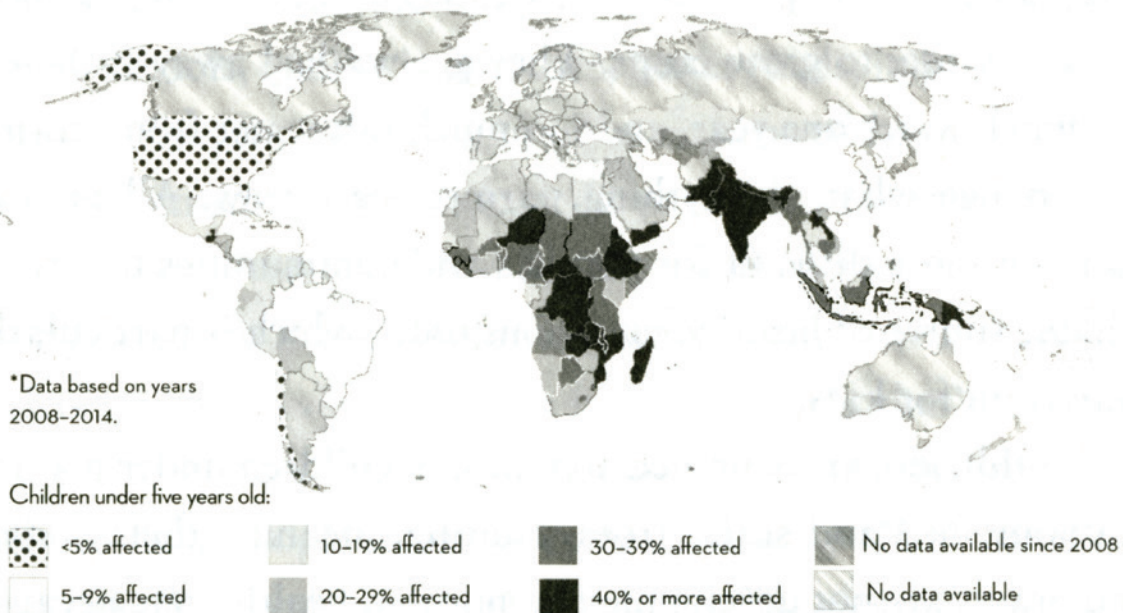 *Data based on years
2008–2014.
Children under five years old:
<5% affected
10–19% affected
30–39% affected
No data available since 2008
5–9% affected
20–29% affected
40% or more affected
No data available